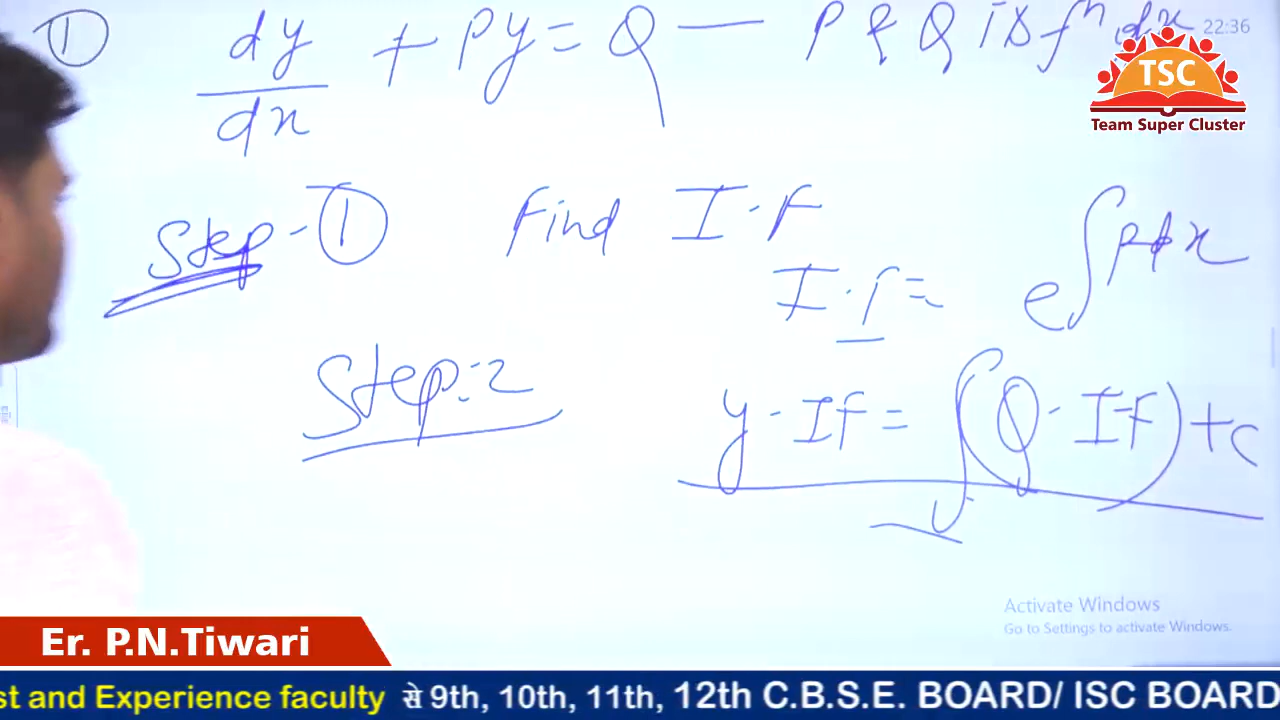 ① dy/dx + Py = Q — P & Q is fⁿ dx
22:36
TSC
Team Super Cluster
Step-① Find I.F
I.f = e^∫Pdx
Step:-2
y·If = ∫(Q·I-F)+c
Activate Windows
Go to Settings to activate Windows.
Er. P.N.Tiwari
st and Experience faculty से 9th, 10th, 11th, 12th C.B.S.E. BOARD/ ISC BOARD